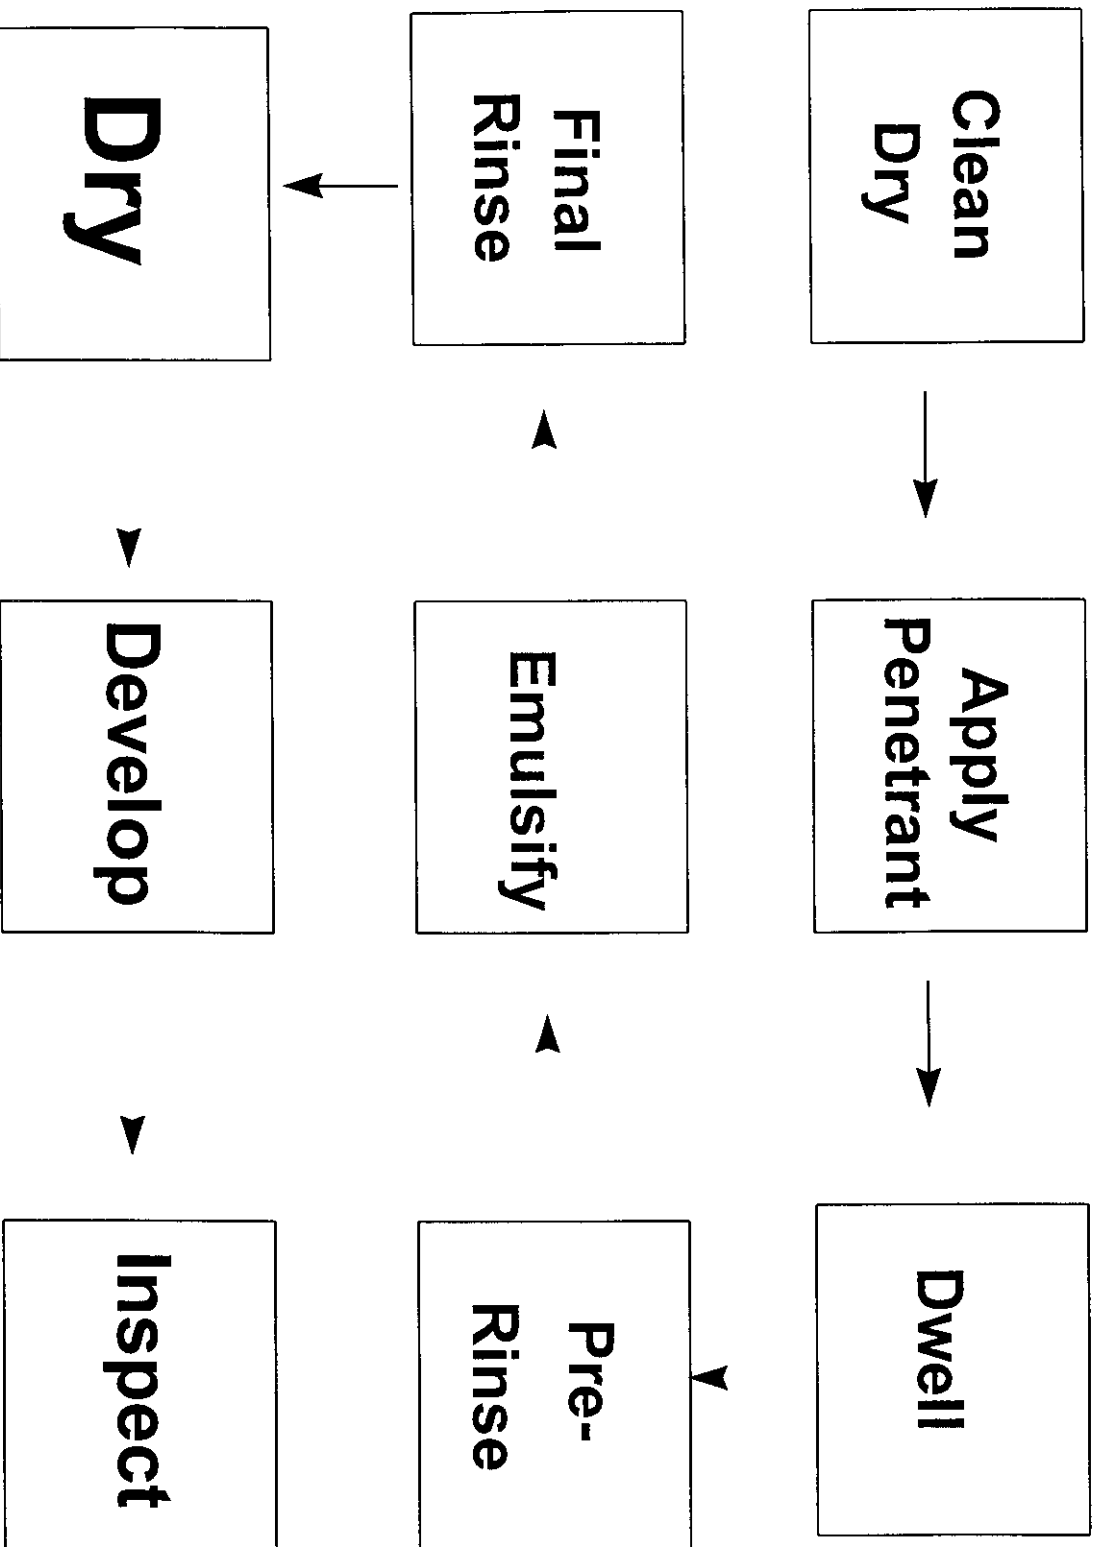 Clean
Dry
Apply
Penetrant
Dwell
Final
Rinse
Emulsify
Pre-
Rinse
Dry
Develop
Inspect